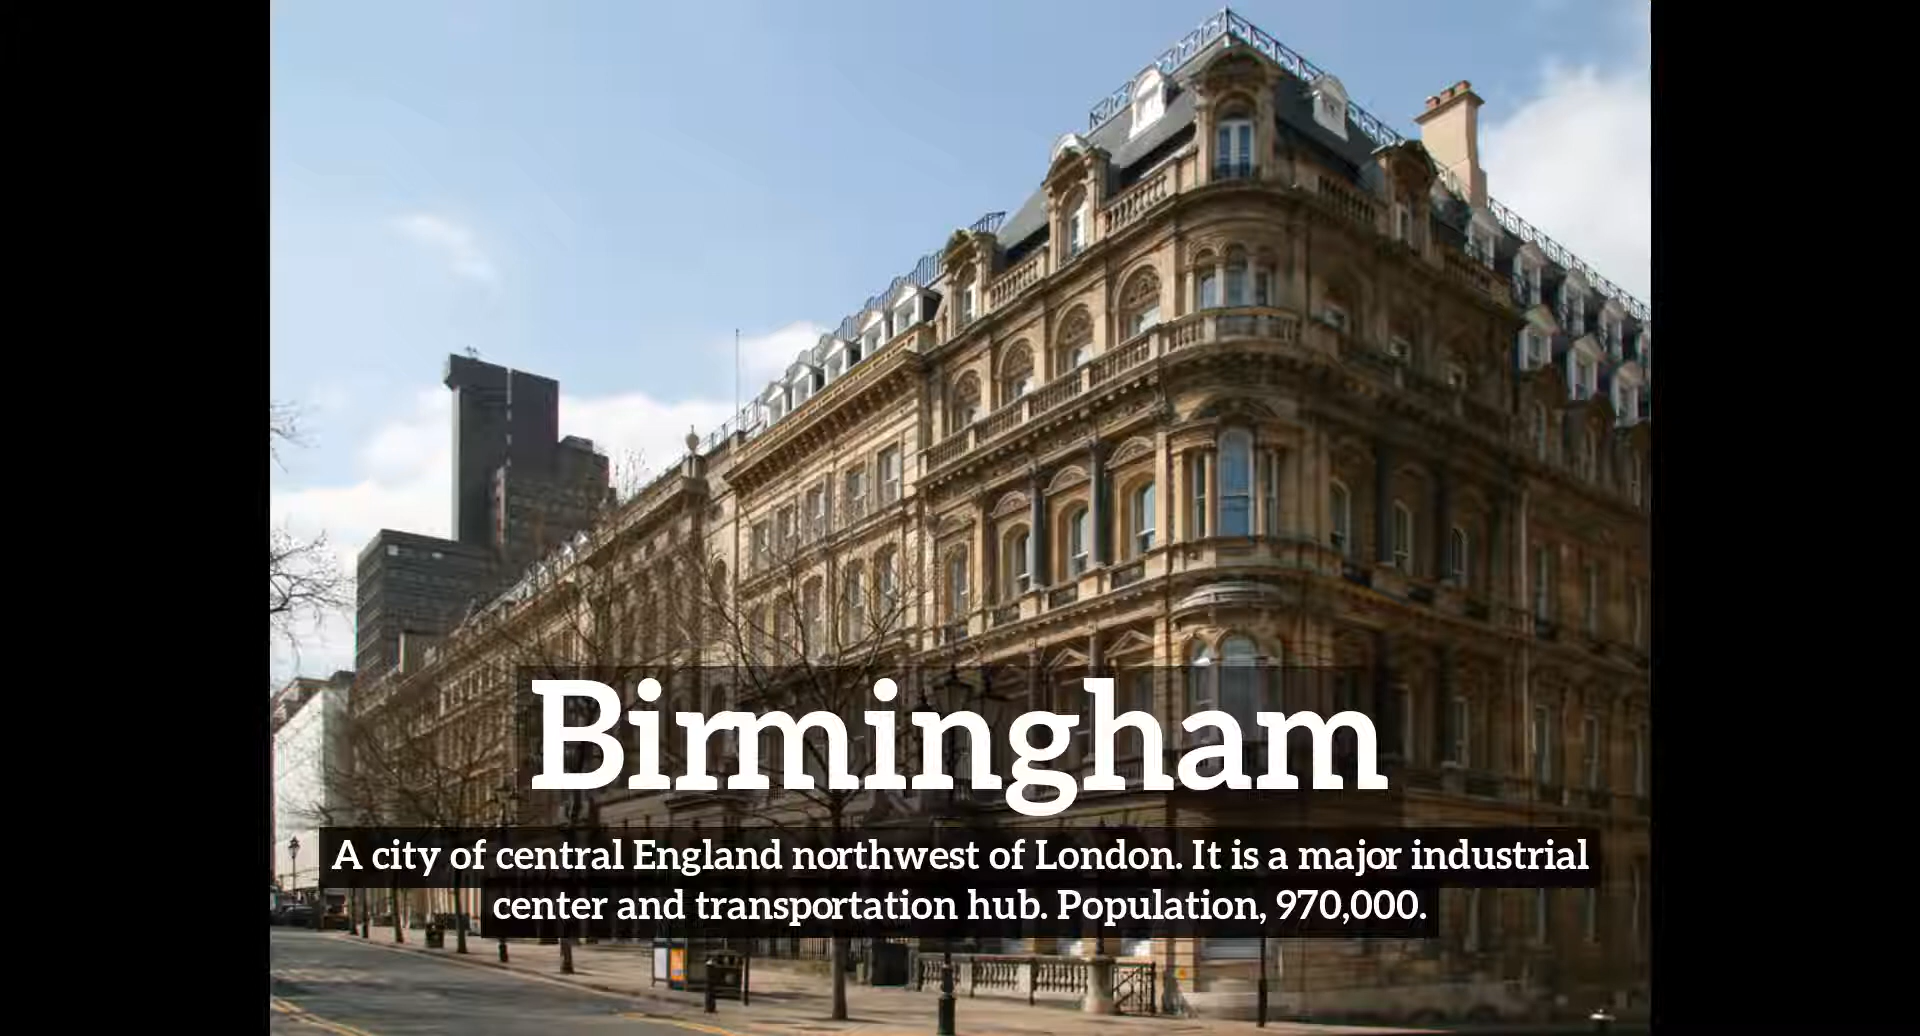 Birmingham
A city of central England northwest of London. It is a major industrial
center and transportation hub. Population, 970,000.